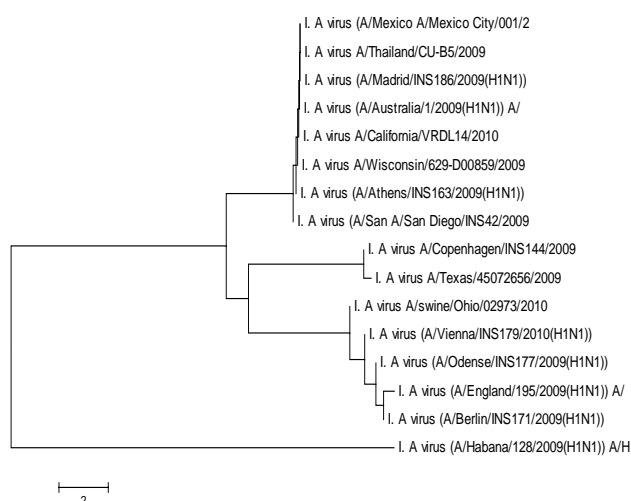 I. A virus (A/Mexico A/Mexico City/001/2
I. A virus A/Thailand/CU-B5/2009
I. A virus (A/Madrid/INS186/2009(H1N1))
I. A virus (A/Australia/1/2009(H1N1)) A/
I. A virus A/California/VRDL14/2010
I. A virus A/Wisconsin/629-D00859/2009
I. A virus (A/Athens/INS163/2009(H1N1))
I. A virus (A/San A/San Diego/INS42/2009
I. A virus A/Copenhagen/INS144/2009
I. A virus A/Texas/45072656/2009
I. A virus A/swine/Ohio/02973/2010
I. A virus (A/Vienna/INS179/2010(H1N1))
I. A virus (A/Odense/INS177/2009(H1N1))
I. A virus (A/England/195/2009(H1N1)) A/
I. A virus (A/Berlin/INS171/2009(H1N1))
I. A virus (A/Habana/128/2009(H1N1)) A/H
2